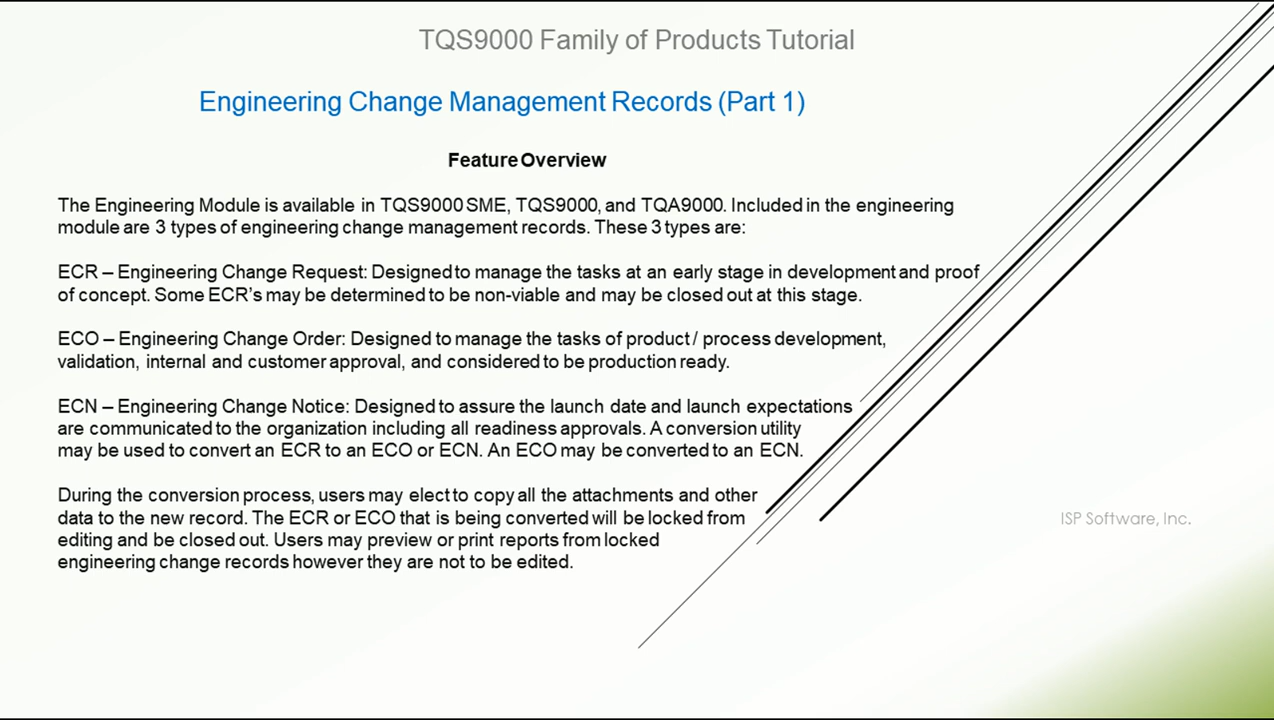 TQS9000 Family of Products Tutorial
Engineering Change Management Records (Part 1)
Feature Overview
The Engineering Module is available in TQS9000 SME, TQS9000, and TQA9000. Included in the engineering
module are 3 types of engineering change management records. These 3 types are:
ECR – Engineering Change Request: Designed to manage the tasks at an early stage in development and proof
of concept. Some ECR’s may be determined to be non-viable and may be closed out at this stage.
ECO – Engineering Change Order: Designed to manage the tasks of product / process development,
validation, internal and customer approval, and considered to be production ready.
ECN – Engineering Change Notice: Designed to assure the launch date and launch expectations
are communicated to the organization including all readiness approvals. A conversion utility
may be used to convert an ECR to an ECO or ECN. An ECO may be converted to an ECN.
During the conversion process, users may elect to copy all the attachments and other
data to the new record. The ECR or ECO that is being converted will be locked from
editing and be closed out. Users may preview or print reports from locked
engineering change records however they are not to be edited.
ISP Software, Inc.